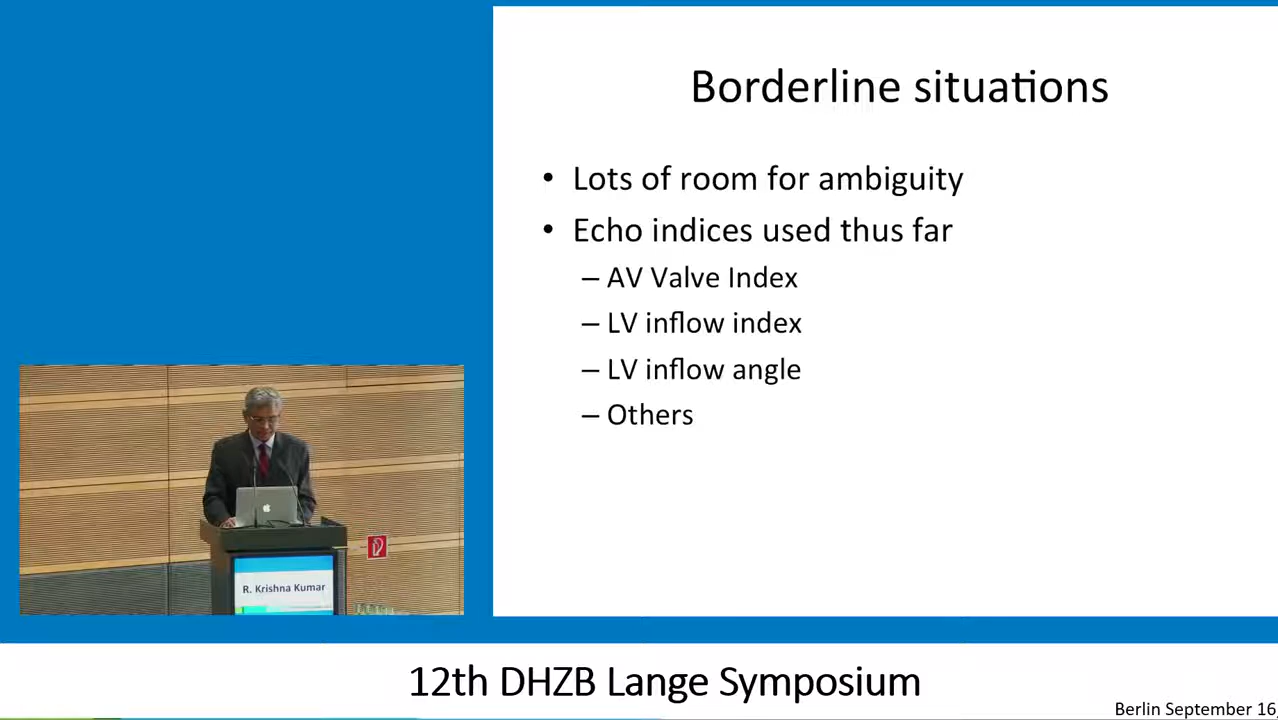 Borderline situations
• Lots of room for ambiguity
• Echo indices used thus far
– AV Valve Index
– LV inflow index
– LV inflow angle
– Others
R. Krishna Kumar
12th DHZB Lange Symposium
Berlin September 16,